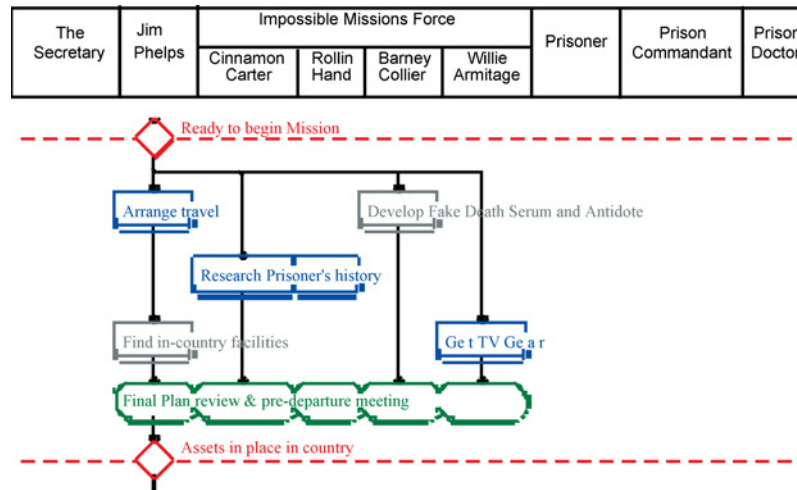 The Secretary
Jim Phelps
Impossible Missions Force
Cinnamon Carter
Rollin Hand
Barney Collier
Willie Armitage
Prisoner
Prison Commandant
Prison Doctor
Ready to begin Mission
Arrange travel
Develop Fake Death Serum and Antidote
Research Prisoner's history
Find in-country facilities
Ge t TV Ge a r
Final Plan review & pre-departure meeting
Assets in place in country